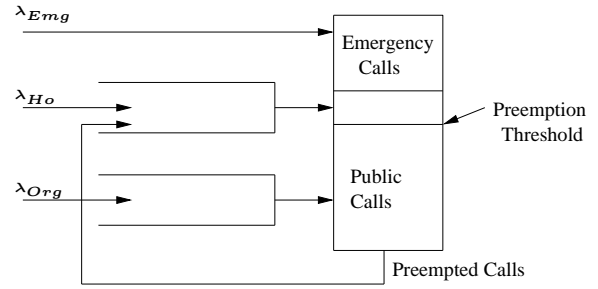 λEmg
Emergency
Calls
λHo
Preemption
Threshold
λOrg
Public
Calls
Preempted Calls